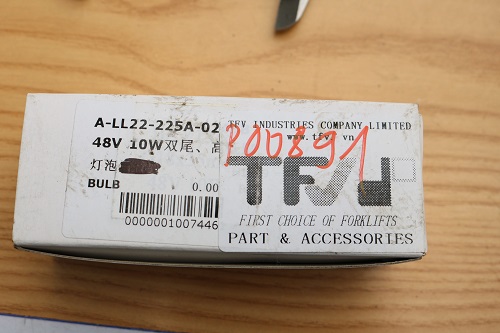 A-LL22-225A-02
48V 10W双尾、高
灯泡
BULB
0.00
0000001007446
TFV INDUSTRIES COMPANY LIMITED
www.tfv.vn
200891
TFV
FIRST CHOICE OF FORKLIFTS
PART & ACCESSORIES